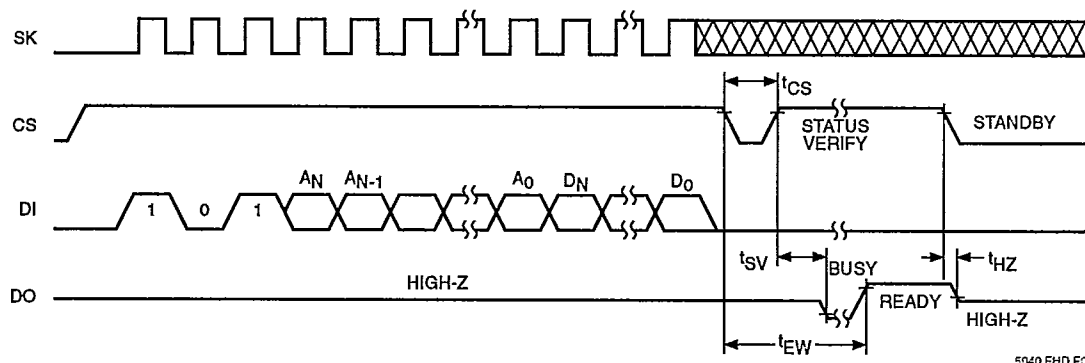 SK
tCS
CS
STATUS
VERIFY
STANDBY
AN AN-1 A0 DN D0
DI
1 0 1
tSV
BUSY
tHZ
DO
HIGH-Z
READY
HIGH-Z
tEW